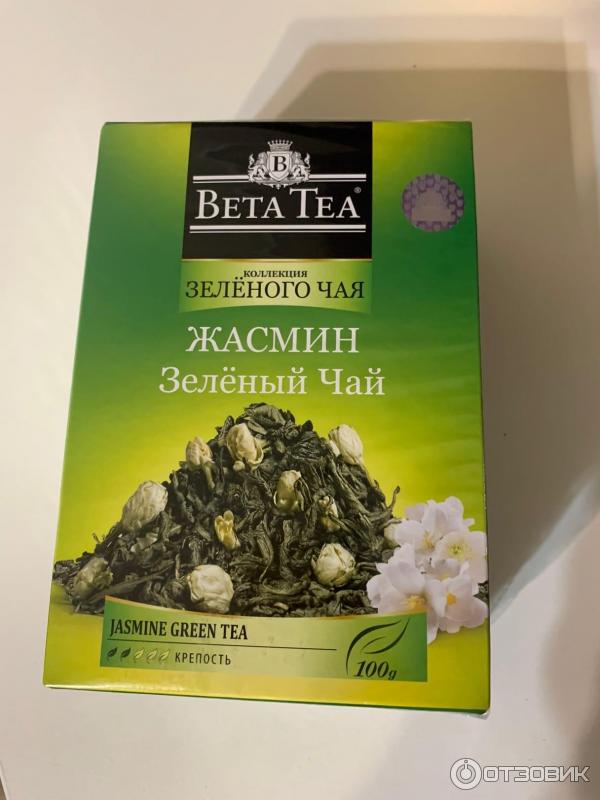 B
BETA TEA®
КОЛЛЕКЦИЯ
ЗЕЛЁНОГО ЧАЯ
ЖАСМИН
Зелёный Чай
JASMINE GREEN TEA
КРЕПОСТЬ
100g
ОТЗОВИК